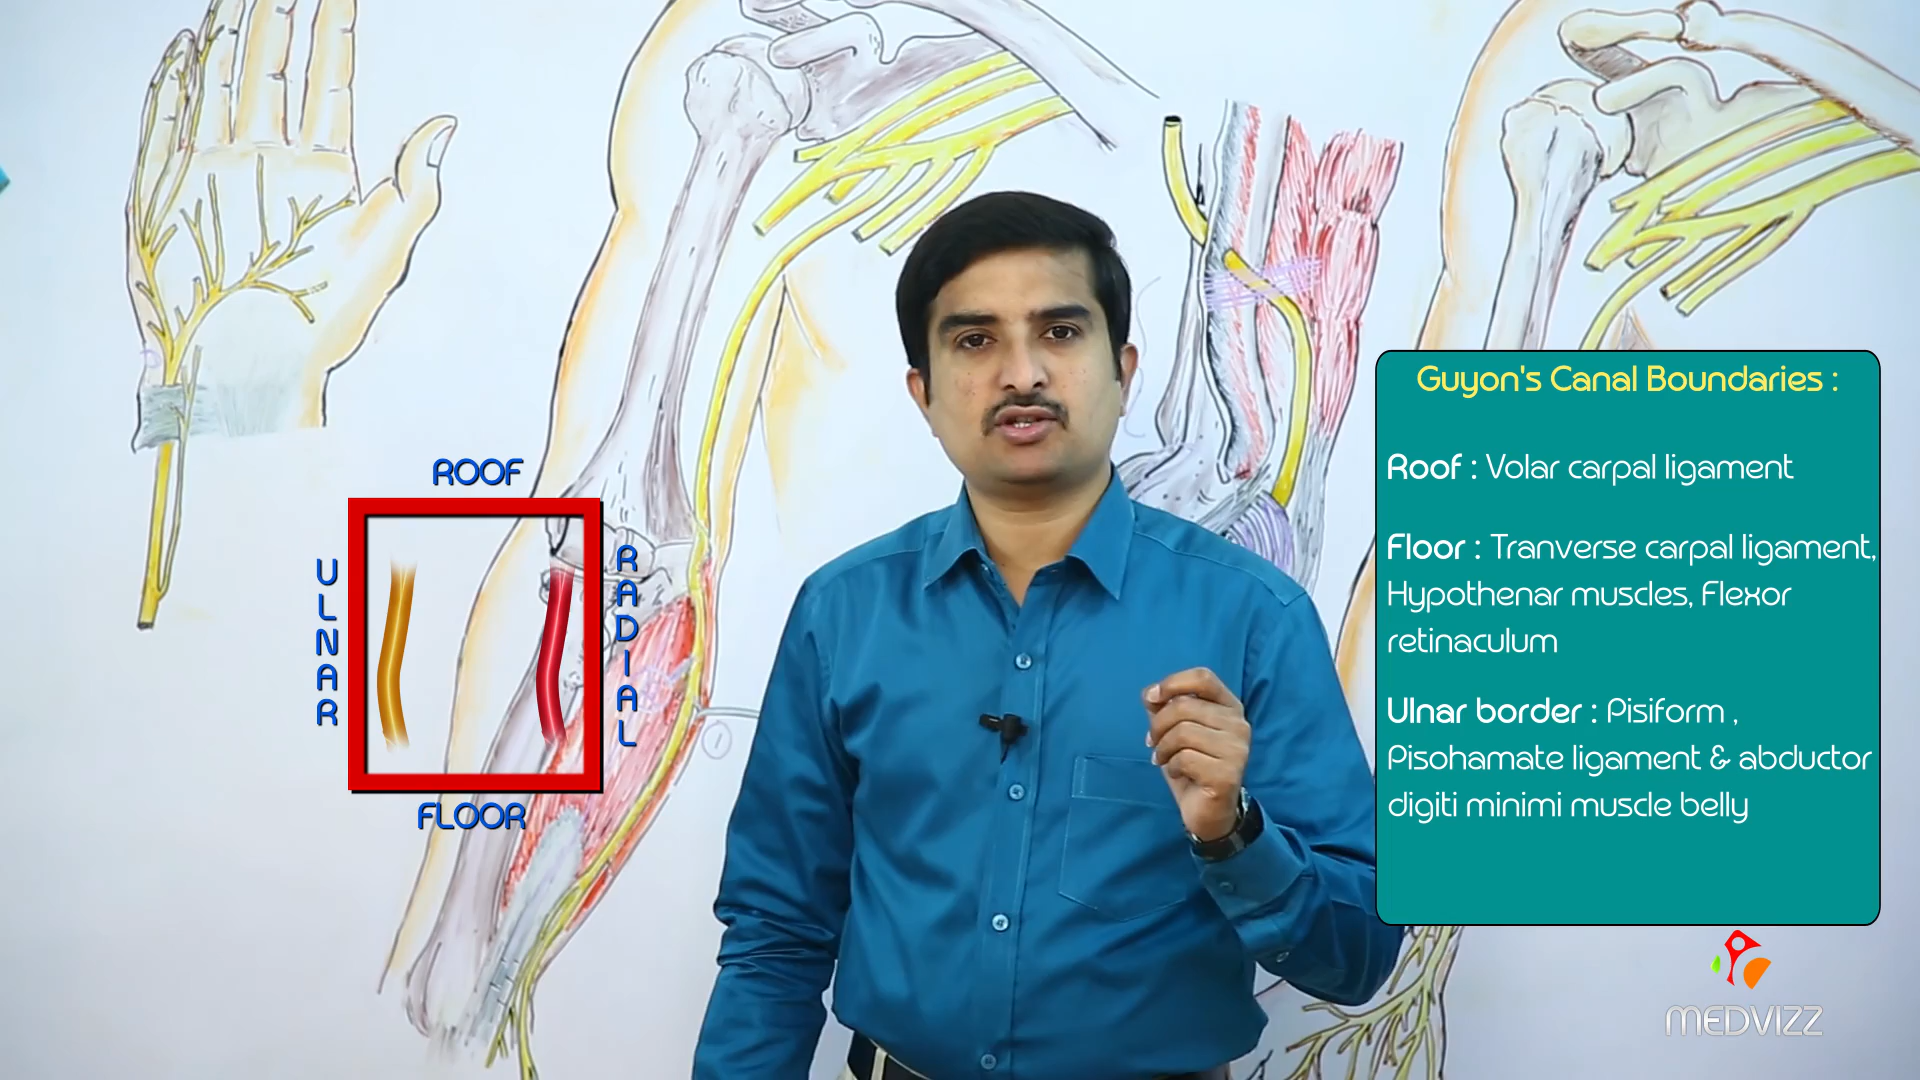 ROOF
ULNAR
RADIAL
FLOOR
Guyon's Canal Boundaries :
Roof : Volar carpal ligament
Floor : Tranverse carpal ligament,
Hypothenar muscles, Flexor
retinaculum
Ulnar border : Pisiform ,
Pisohamate ligament & abductor
digiti minimi muscle belly
1
MEDVIZZ